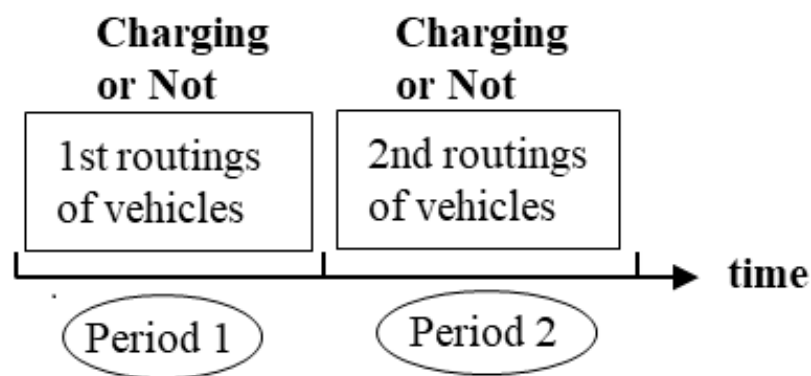 Charging
or Not
Charging
or Not
1st routings
of vehicles
2nd routings
of vehicles
time
Period 1
Period 2